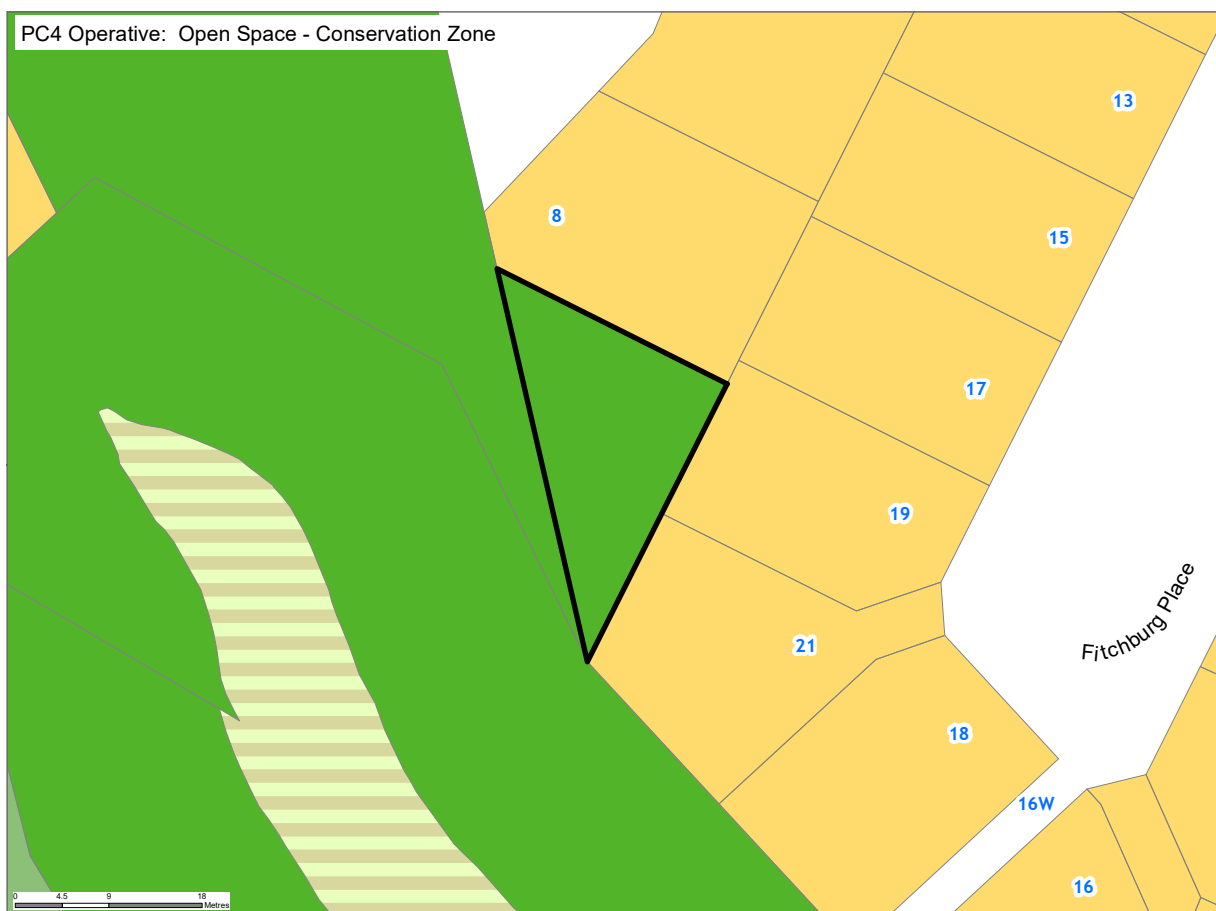 PC4 Operative:  Open Space - Conservation Zone
13
8
15
17
19
Fitchburg Place
21
18
16W
16
0 4.5 9 18
Metres